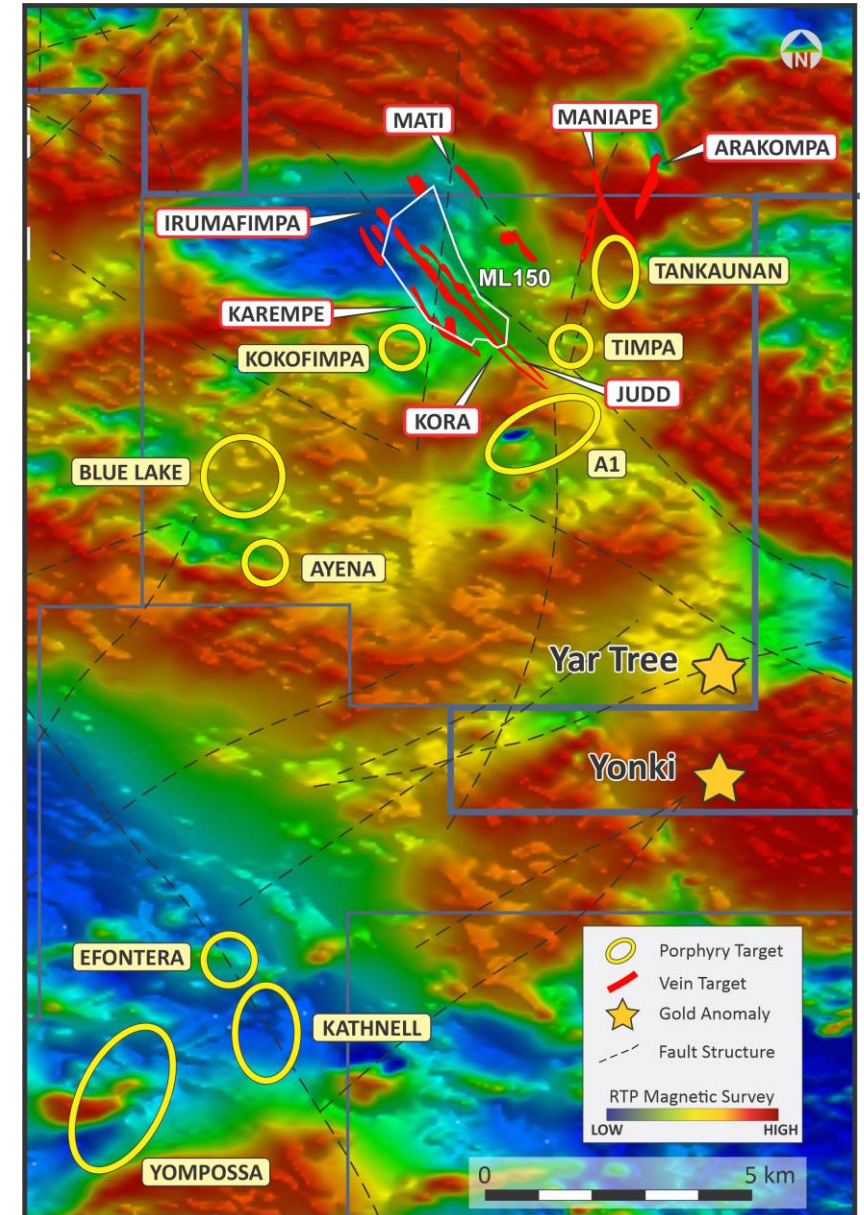 N
MATI
MANIAPE
ARAKOMPA
IRUMAFIMPA
TANKAUNAN
ML150
KAREMPE
KOKOFIMPA
TIMPA
JUDD
KORA
A1
BLUE LAKE
AYENA
Yar Tree
Yonki
EFONTERA
KATHNELL
YOMPOSSA
Porphyry Target
Vein Target
Gold Anomaly
Fault Structure
RTP Magnetic Survey
LOW HIGH
0 5 km